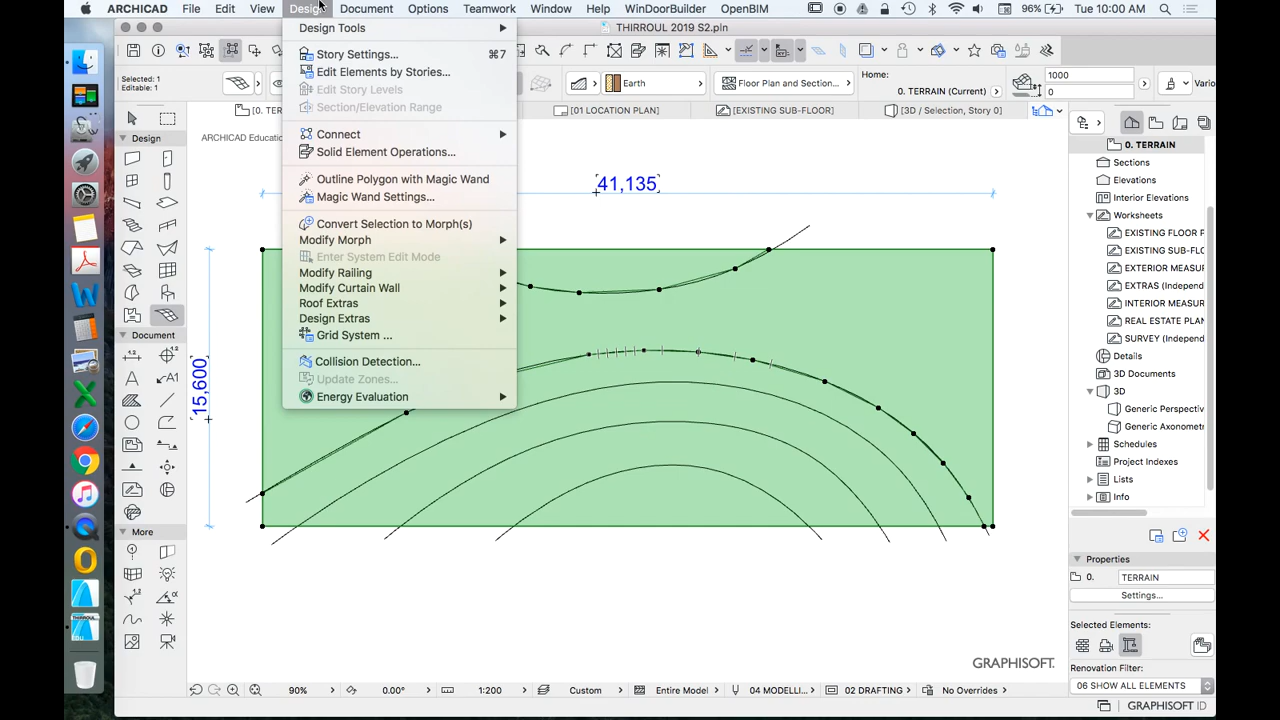 ARCHICAD File Edit View Design Document Options Teamwork Window Help WinDoorBuilder OpenBIM 96% Tue 10:00 AM
THIRROUL 2019 S2.pln
Design Tools
Story Settings... ⌘7
Edit Elements by Stories...
Edit Story Levels
Section/Elevation Range
Connect
Solid Element Operations...
Outline Polygon with Magic Wand
Magic Wand Settings...
Convert Selection to Morph(s)
Modify Morph
Enter System Edit Mode
Modify Railing
Modify Curtain Wall
Roof Extras
Design Extras
Grid System ...
Collision Detection...
Update Zones...
Energy Evaluation
Selected: 1
Editable: 1
Earth
Floor Plan and Section...
Home:
0. TERRAIN (Current)
1000
0
Vario
[0. TE
[01 LOCATION PLAN]
[EXISTING SUB-FLOOR]
[3D / Selection, Story 0]
ARCHICAD Educatio
41,135
15,600
Design
Document
More
0. TERRAIN
Sections
Elevations
Interior Elevations
Worksheets
EXISTING FLOOR P
EXISTING SUB-FLO
EXTERIOR MEASUR
EXTRAS (Independ
INTERIOR MEASUR
REAL ESTATE PLAN
SURVEY (Independ
Details
3D Documents
3D
Generic Perspectiv
Generic Axonometr
Schedules
Project Indexes
Lists
Info
Properties
0. TERRAIN
Settings...
Selected Elements:
Renovation Filter:
06 SHOW ALL ELEMENTS
GRAPHISOFT.
90% 0.00° 1:200 Custom Entire Model 04 MODELLI... 02 DRAFTING No Overrides
GRAPHISOFT ID